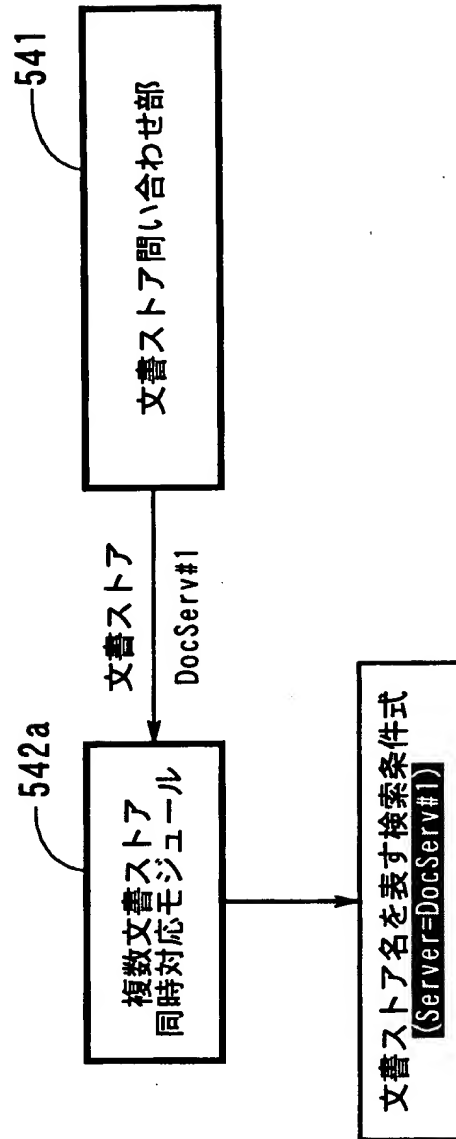 541
文書ストア問い合わせ部
文書ストア
DocServ#1
542a
複数文書ストア
同時対応モジュール
文書ストア名を表す検索条件式
(Server=DocServ#1)